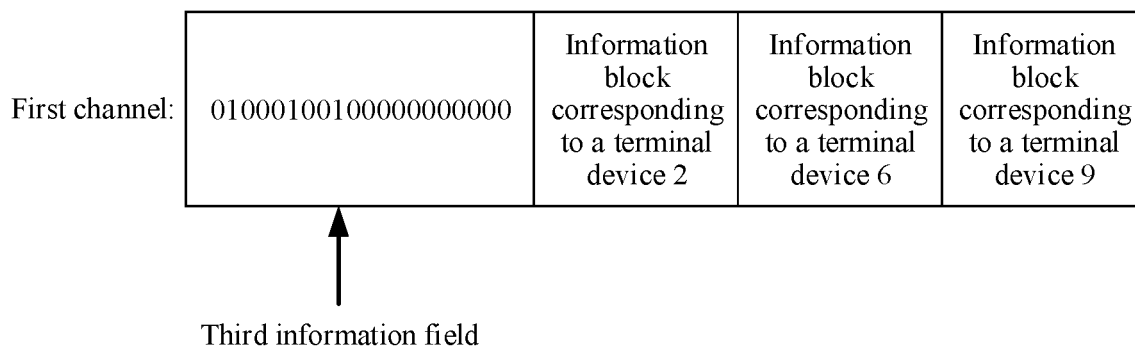 First channel:
01000100100000000000
Information
block
corresponding
to a terminal
device 2
Information
block
corresponding
to a terminal
device 6
Information
block
corresponding
to a terminal
device 9
Third information field